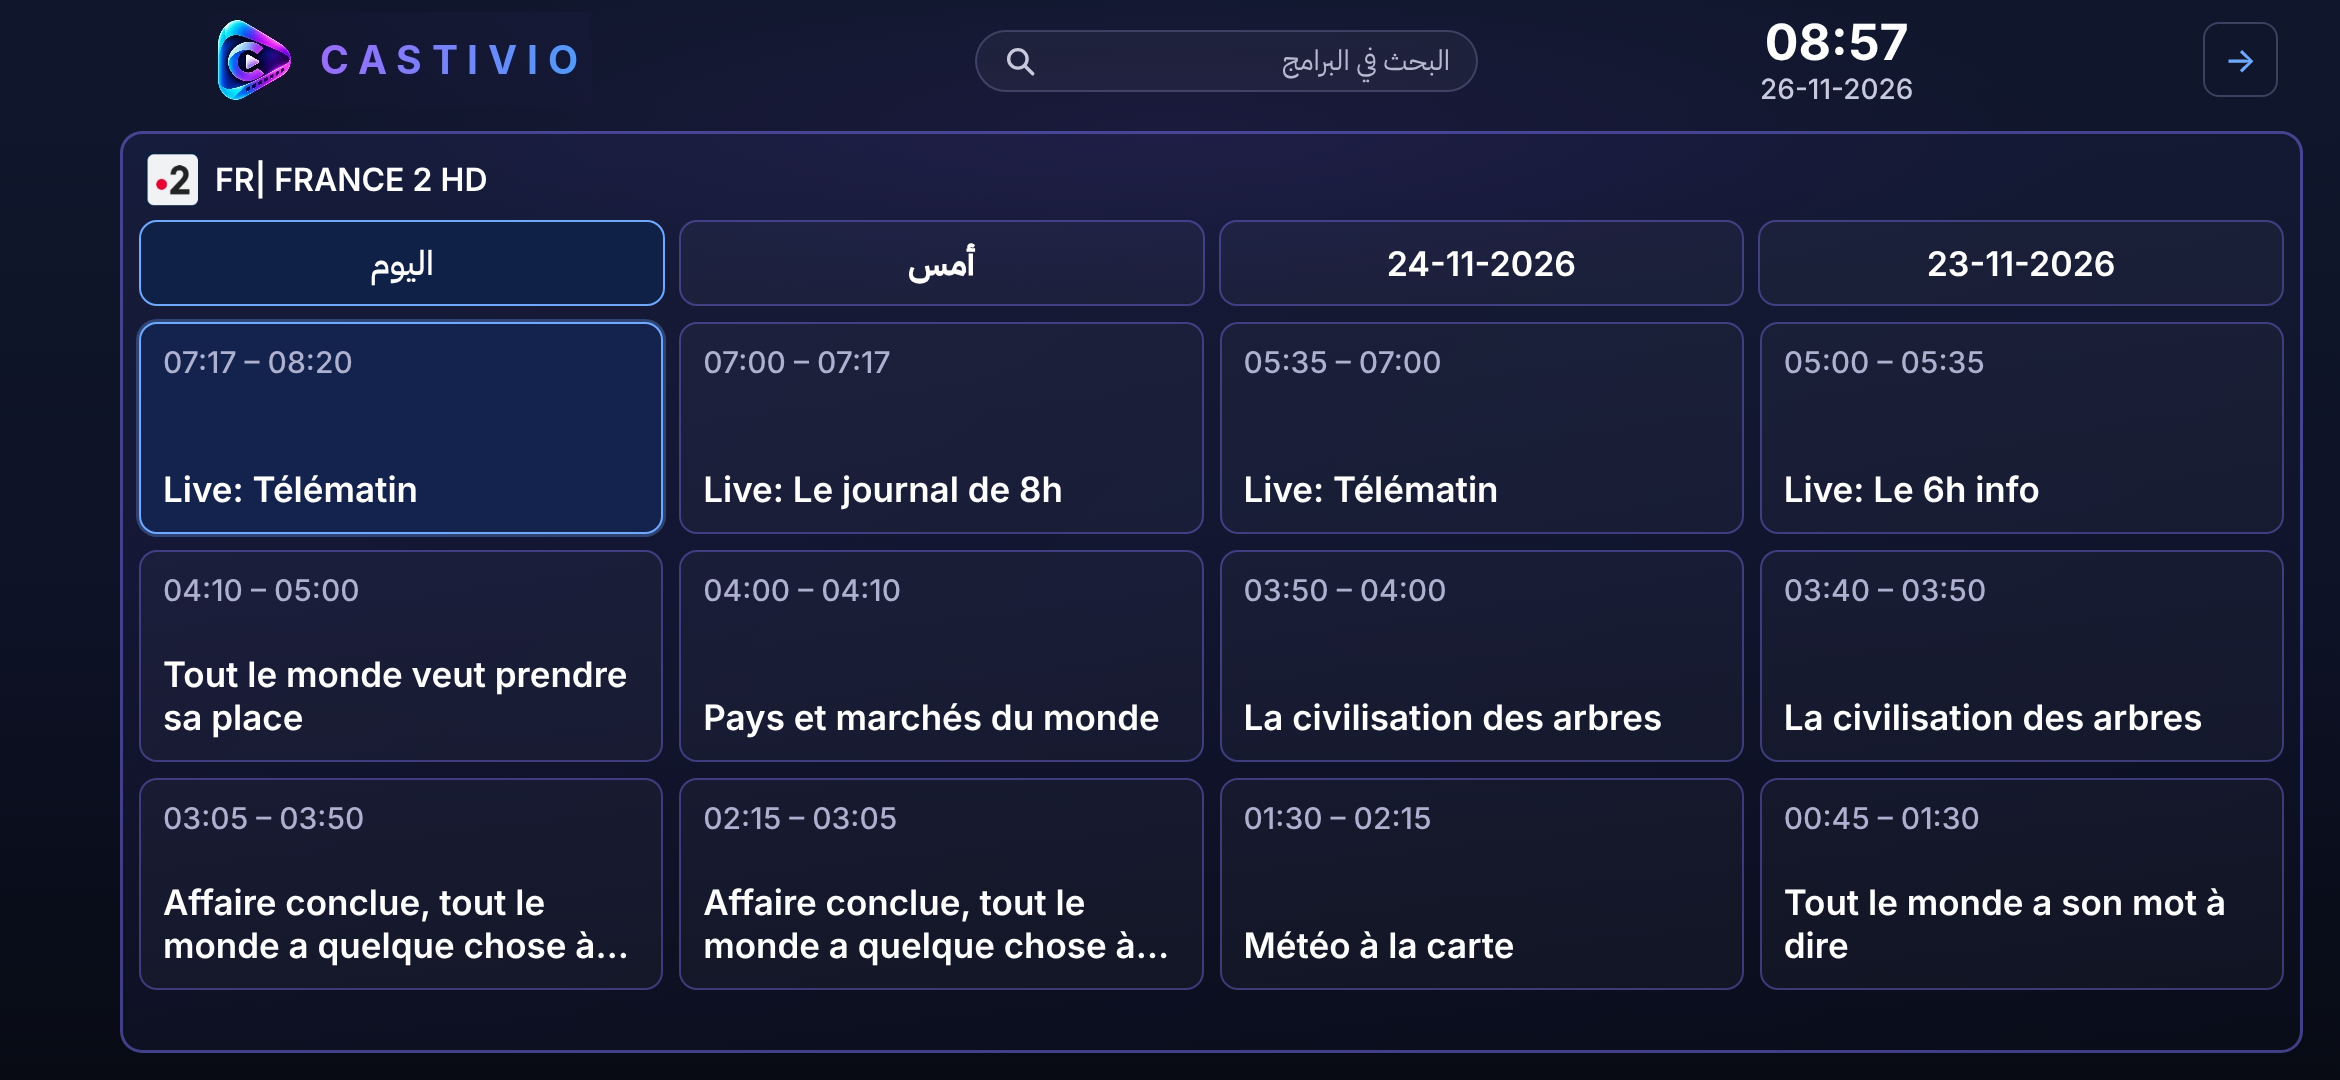 CASTIVIO
البحث في البرامج
08:57
26-11-2026
2 FR| FRANCE 2 HD
اليوم
أمس
24-11-2026
23-11-2026
07:17 – 08:20
Live: Télématin
07:00 – 07:17
Live: Le journal de 8h
05:35 – 07:00
Live: Télématin
05:00 – 05:35
Live: Le 6h info
04:10 – 05:00
Tout le monde veut prendre
sa place
04:00 – 04:10
Pays et marchés du monde
03:50 – 04:00
La civilisation des arbres
03:40 – 03:50
La civilisation des arbres
03:05 – 03:50
Affaire conclue, tout le
monde a quelque chose à...
02:15 – 03:05
Affaire conclue, tout le
monde a quelque chose à...
01:30 – 02:15
Météo à la carte
00:45 – 01:30
Tout le monde a son mot à
dire